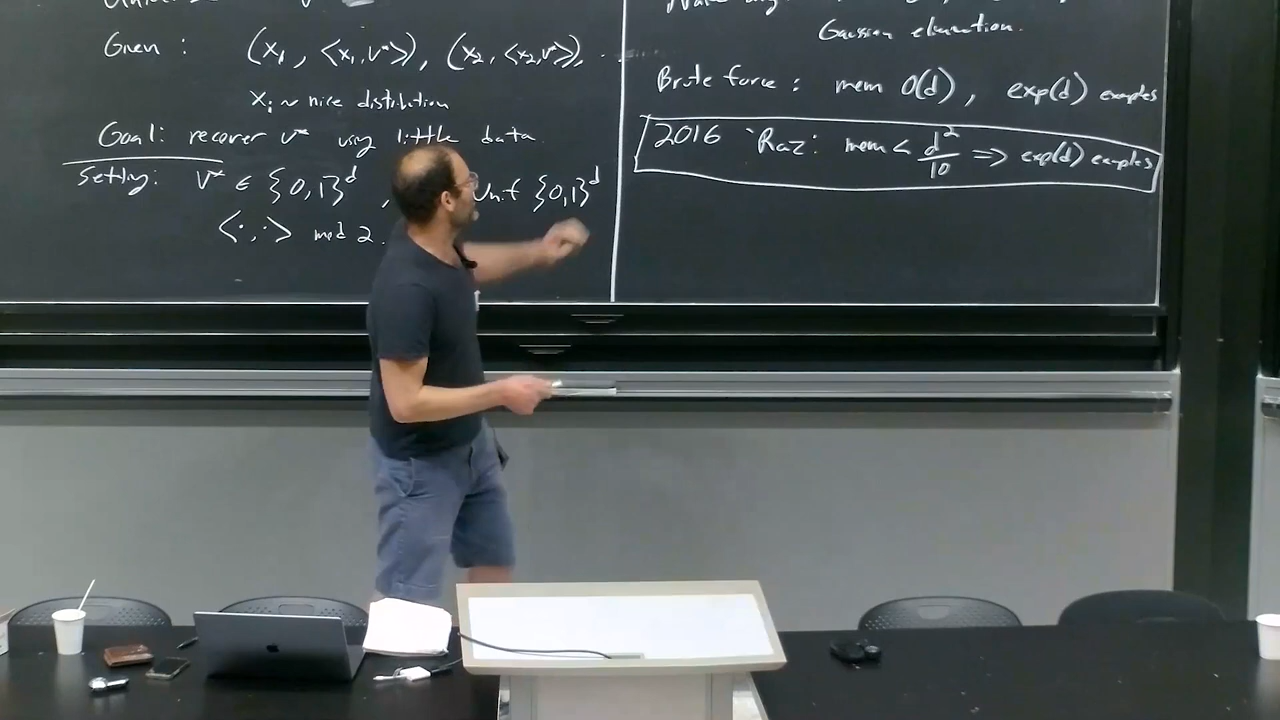 Given : (x₁, <x₁,v*>), (x₂, <x₂,v*>), ...
xᵢ ~ nice distribution
Goal: recover v* using little data.
Setting: v* ∈ {0,1}ᵈ , Unif {0,1}ᵈ
<·,·> mod 2.
Gaussian elimination.
Brute force : mem O(d), exp(d) examples
2016 `Raz: mem < d²/10 => exp(d) examples